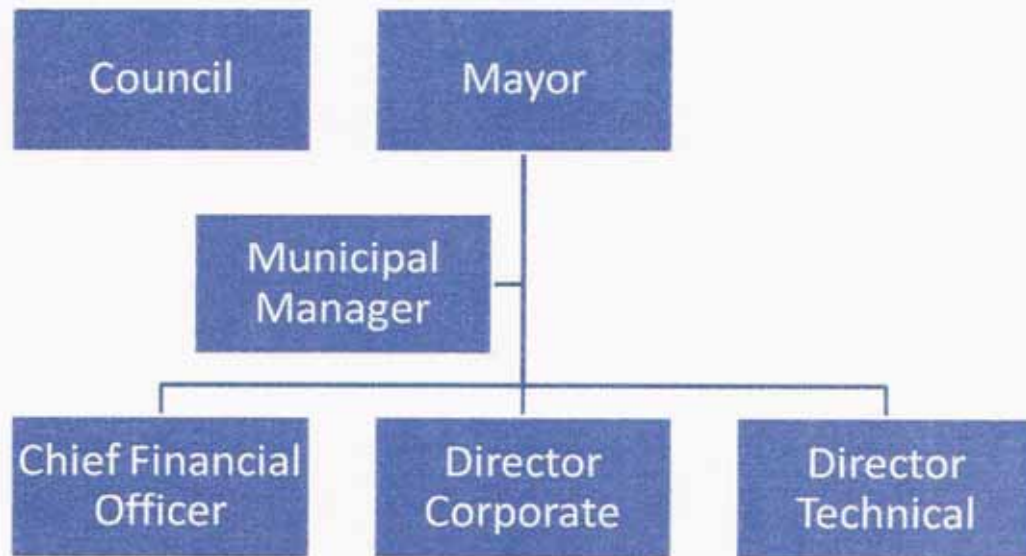 Council
Mayor
Municipal
Manager
Chief Financial
Officer
Director
Corporate
Director
Technical